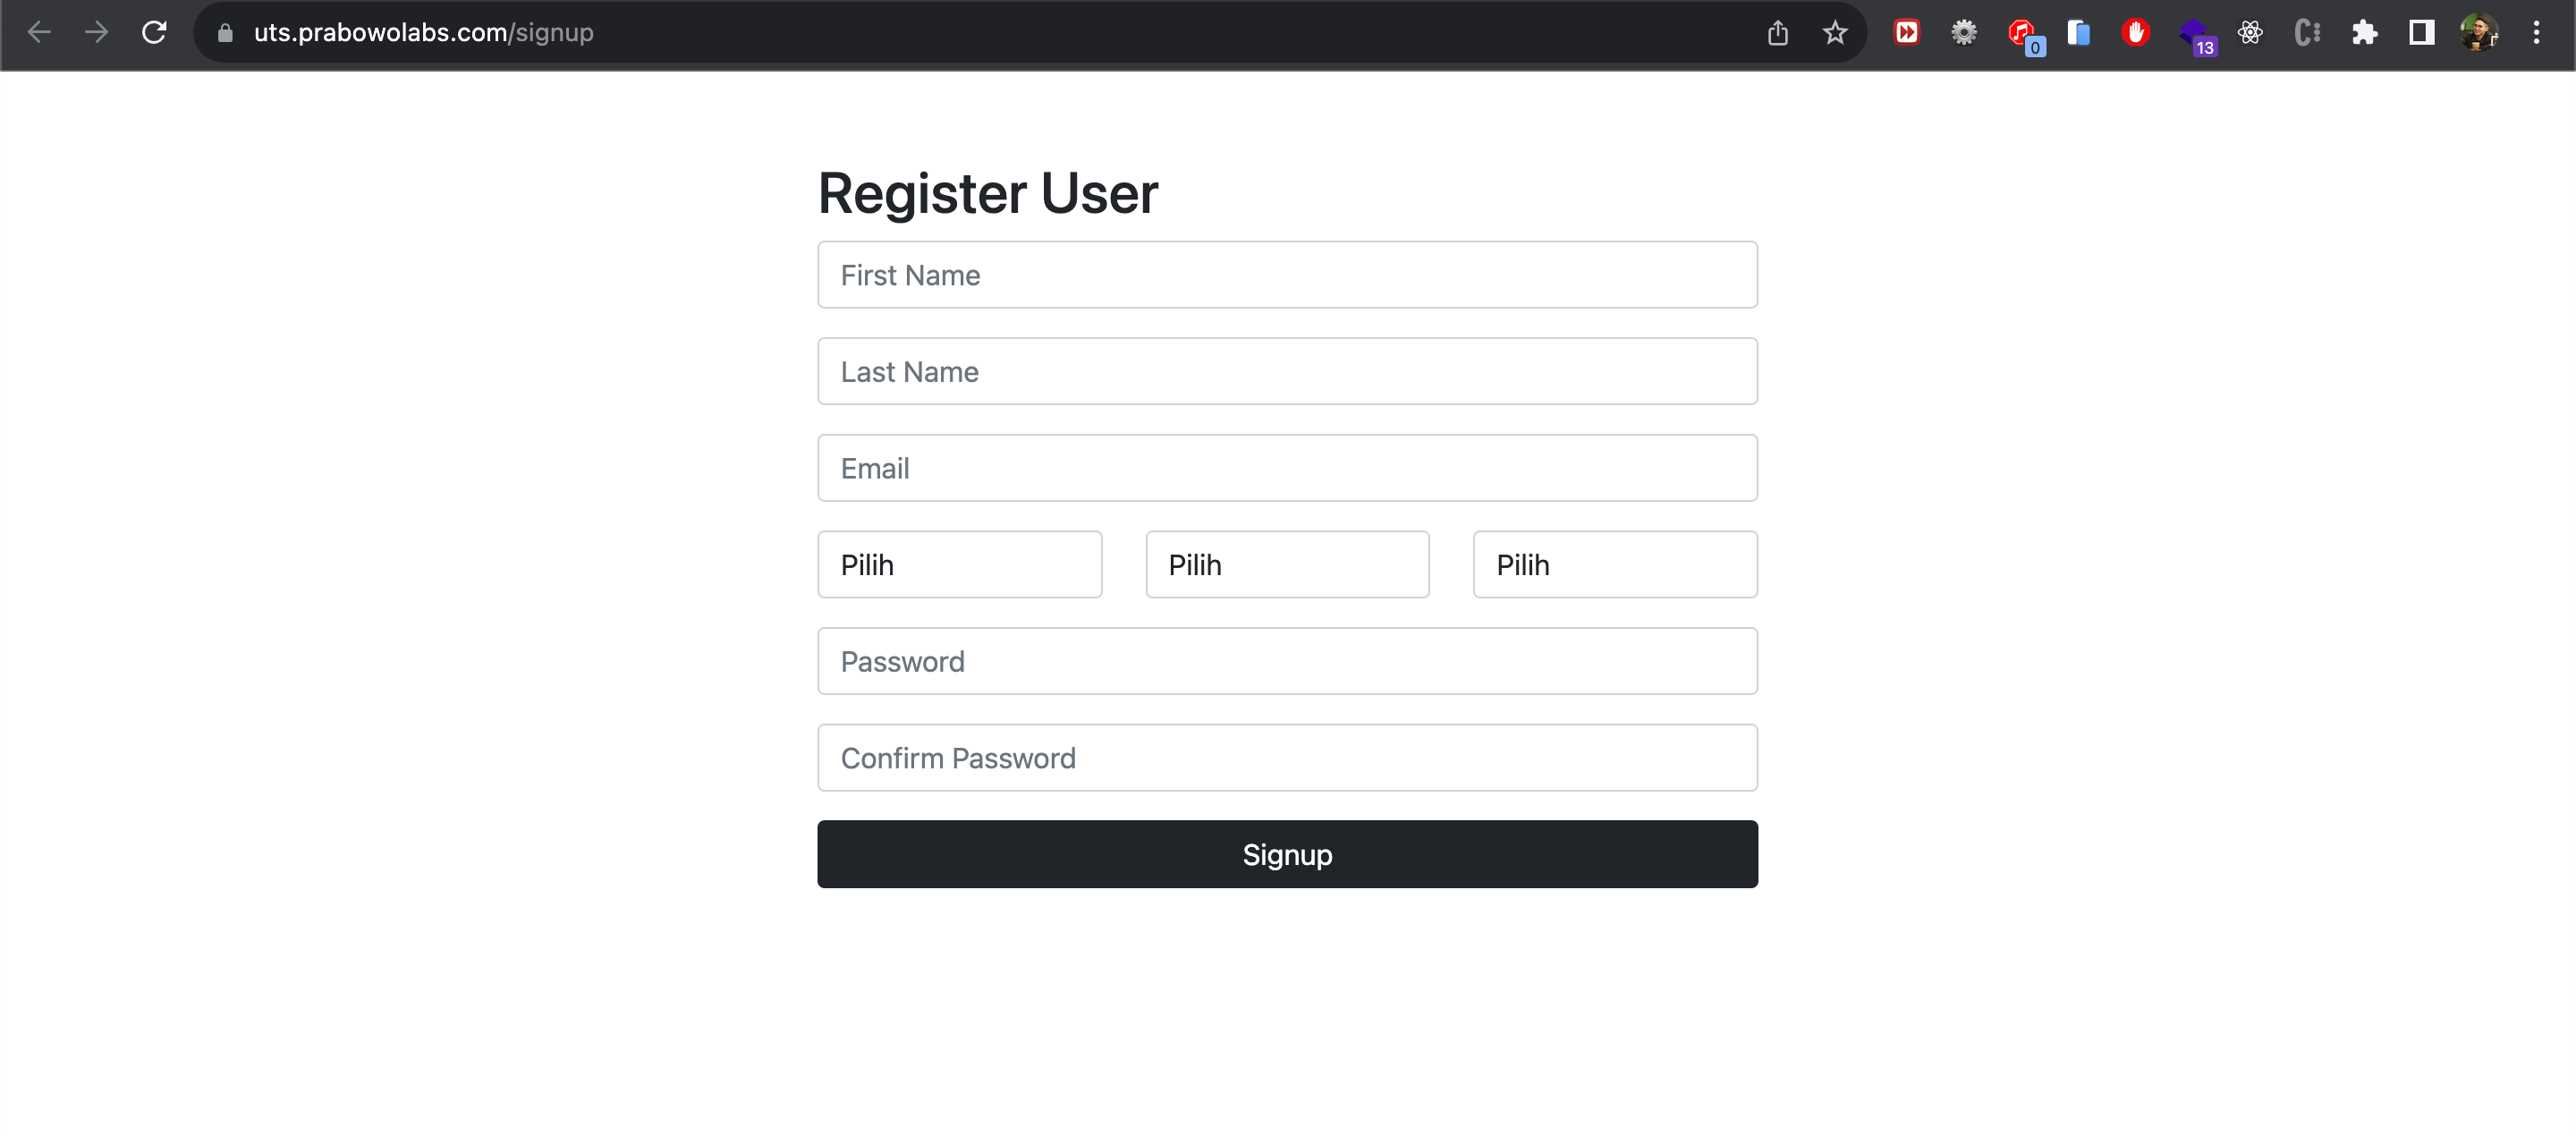 uts.prabowolabs.com/signup
0
13
Register User
First Name
Last Name
Email
Pilih Pilih Pilih
Password
Confirm Password
Signup